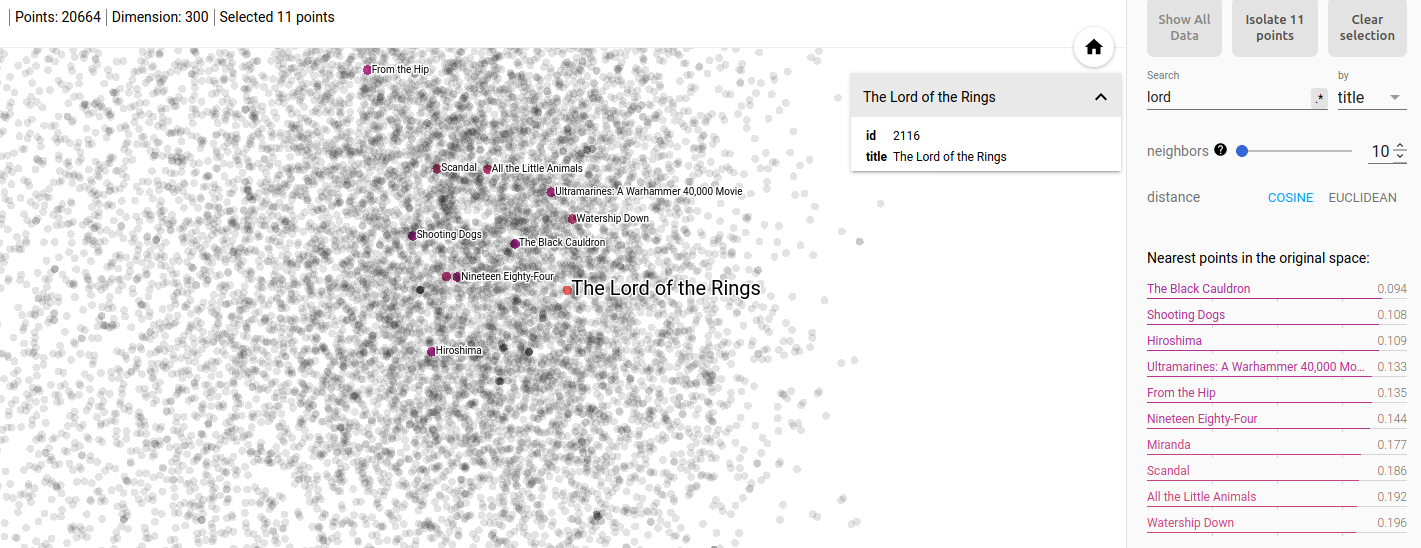 Points: 20664 | Dimension: 300 | Selected 11 points
From the Hip
Scandal
All the Little Animals
Ultramarines: A Warhammer 40,000 Movie
Watership Down
Shooting Dogs
The Black Cauldron
Nineteen Eighty-Four
The Lord of the Rings
Hiroshima
The Lord of the Rings
id 2116
title The Lord of the Rings
Show All
Data
Isolate 11
points
Clear
selection
Search
by
lord
.*
title
neighbors ?
10
distance
COSINE
EUCLIDEAN
Nearest points in the original space:
The Black Cauldron 0.094
Shooting Dogs 0.108
Hiroshima 0.109
Ultramarines: A Warhammer 40,000 Mo... 0.133
From the Hip 0.135
Nineteen Eighty-Four 0.144
Miranda 0.177
Scandal 0.186
All the Little Animals 0.192
Watership Down 0.196